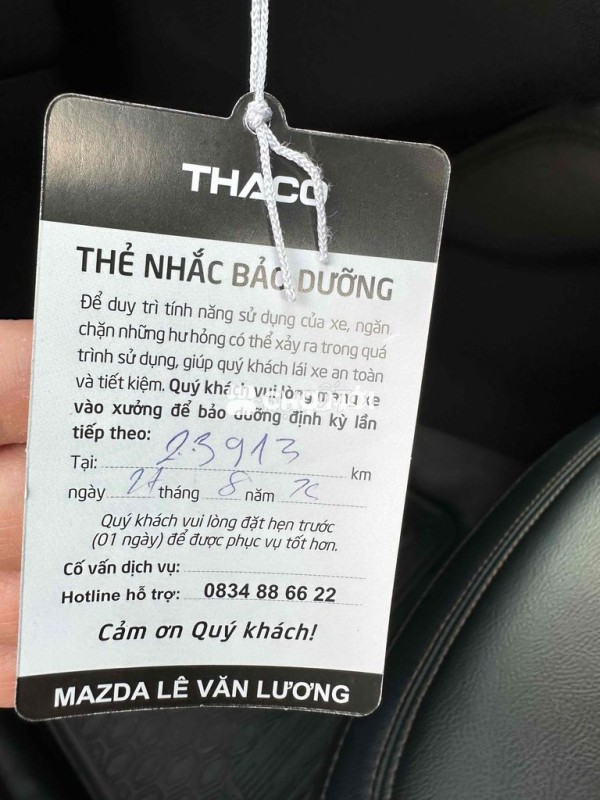 THACO
THẺ NHẮC BẢO DƯỠNG
Để duy trì tính năng sử dụng của xe, ngăn
chặn những hư hỏng có thể xảy ra trong quá
trình sử dụng, giúp quý khách lái xe an toàn
và tiết kiệm. Quý khách vui lòng mang xe
vào xưởng để bảo dưỡng định kỳ lần
tiếp theo:
Tại: 23913 km
ngày 27 tháng 8 năm
Quý khách vui lòng đặt hẹn trước
(01 ngày) để được phục vụ tốt hơn.
Cố vấn dịch vụ:
Hotline hỗ trợ: 0834 88 66 22
Cảm ơn Quý khách!
MAZDA LÊ VĂN LƯƠNG